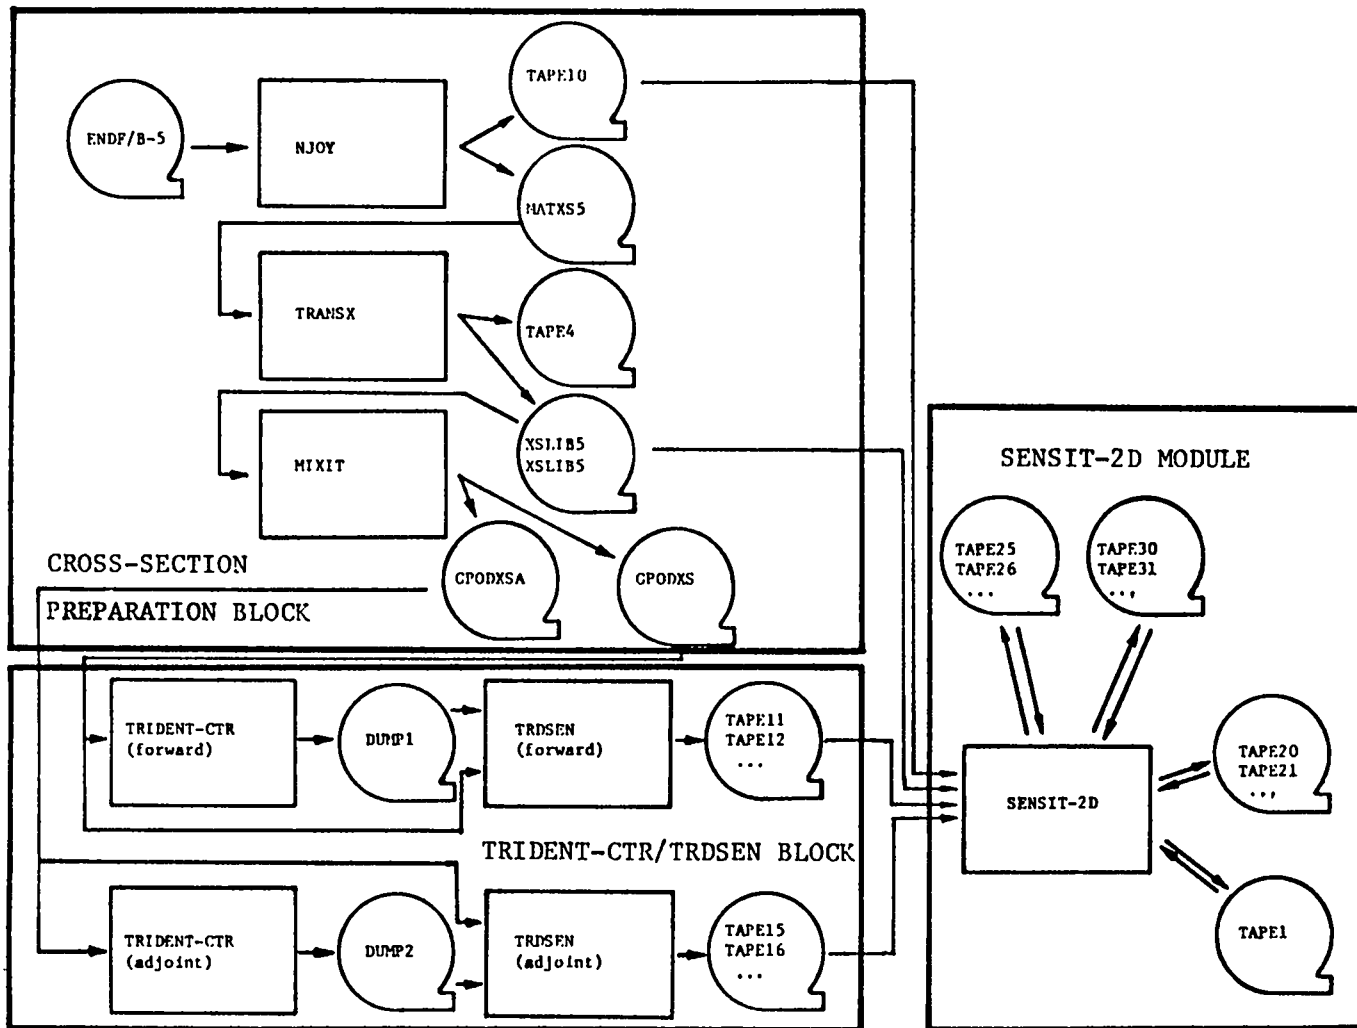 TAPE10
ENDF/B-5
NJOY
MATXS5
TRANSX
TAPE4
MIXIT
XSLIB5
XSLIB5
CROSS-SECTION
PREPARATION BLOCK
GPODXSA
GPODXS
SENSIT-2D MODULE
TAPE25
TAPE26
...
TAPE30
TAPE31
...
TRIDENT-CTR
(forward)
DUMP1
TRDSEN
(forward)
TAPE11
TAPE12
...
SENSIT-2D
TAPE20
TAPE21
...
TRIDENT-CTR/TRDSEN BLOCK
TRIDENT-CTR
(adjoint)
DUMP2
TRDSEN
(adjoint)
TAPE15
TAPE16
...
TAPE1